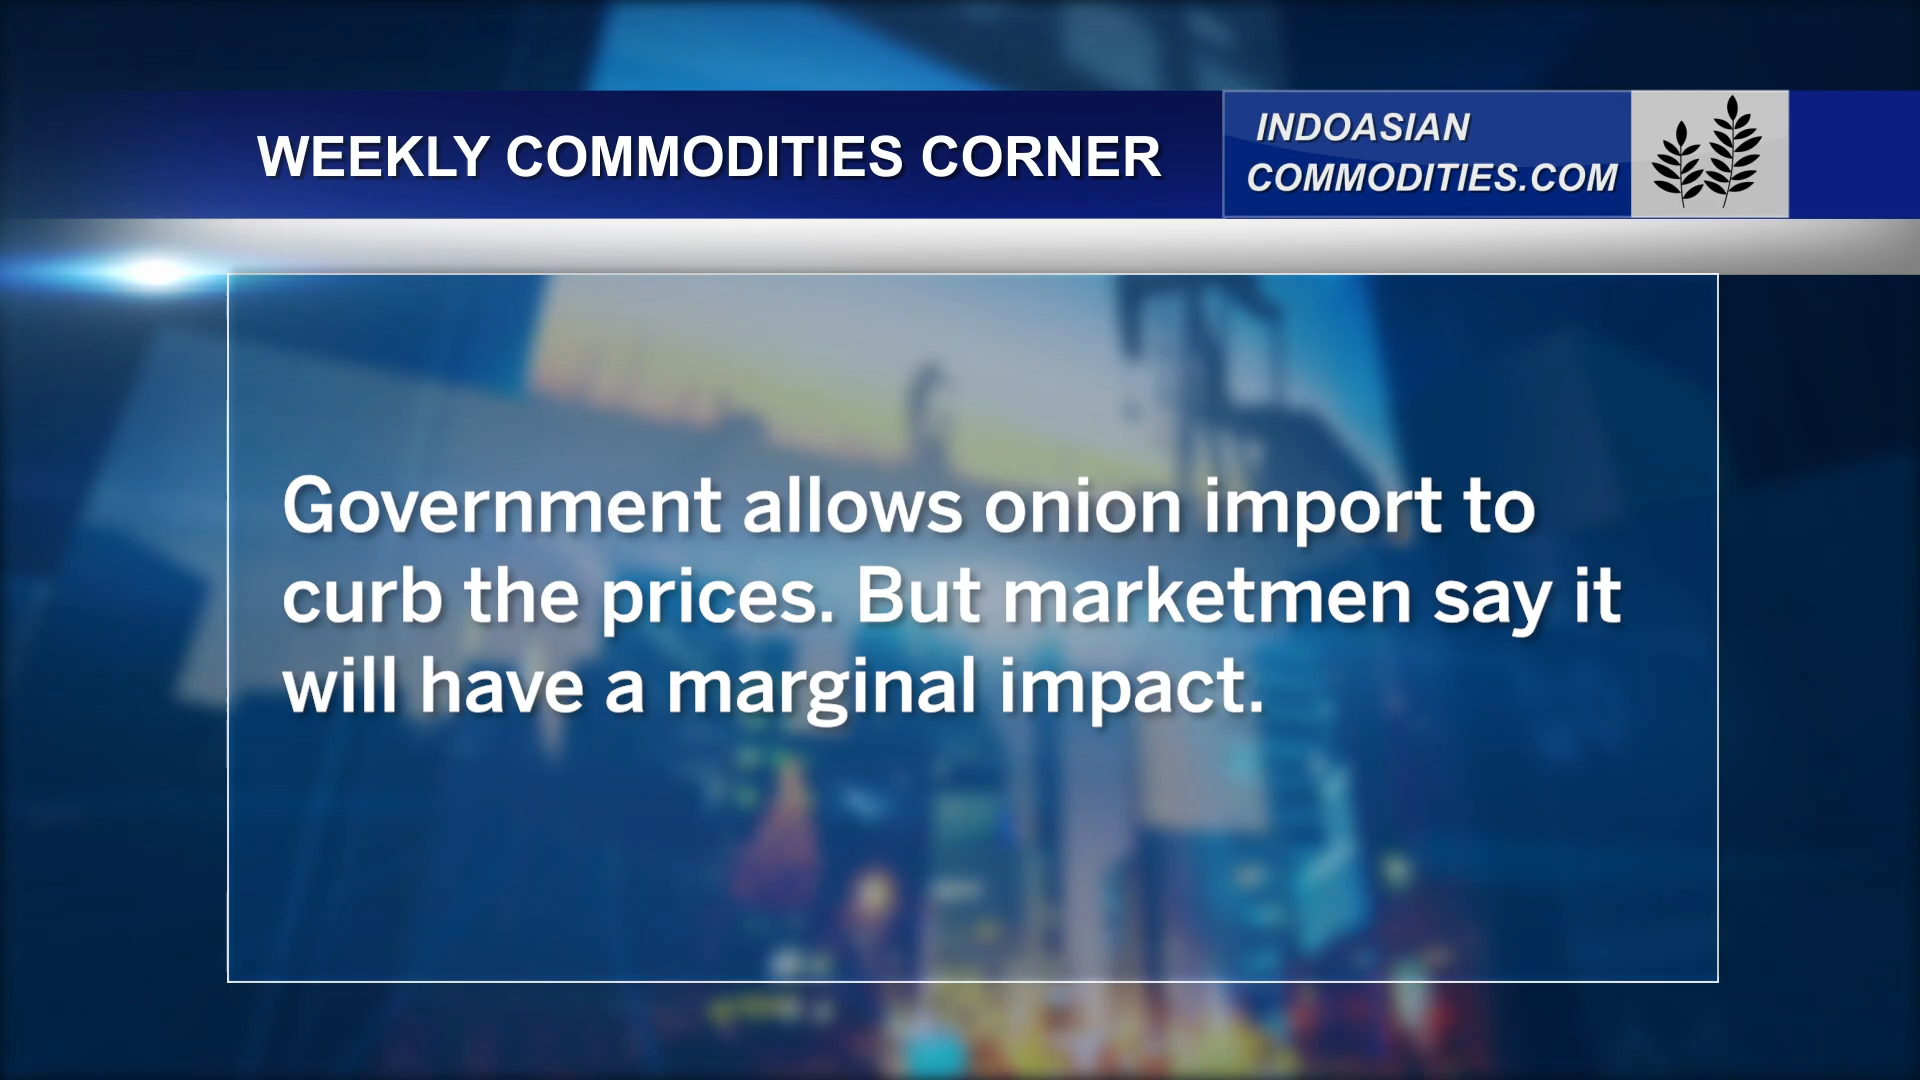 WEEKLY COMMODITIES CORNER
INDOASIAN
COMMODITIES.COM
Government allows onion import to
curb the prices. But marketmen say it
will have a marginal impact.